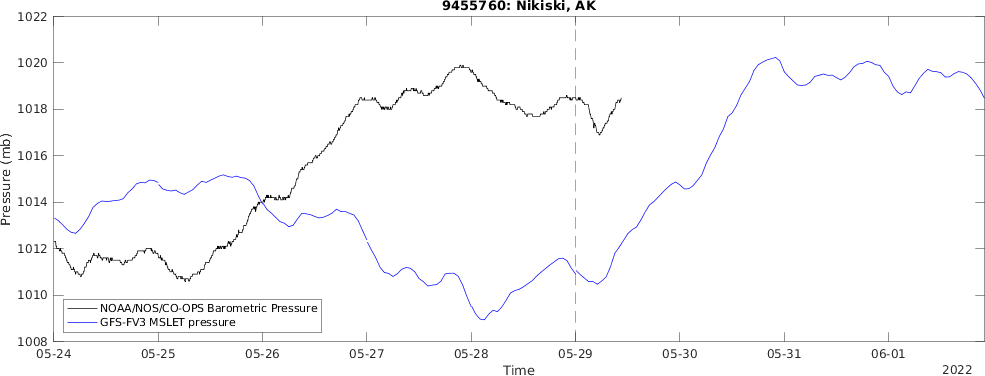 9455760: Nikiski, AK
1022
1020
1018
1016
1014
1012
1010
1008
Pressure (mb)
NOAA/NOS/CO-OPS Barometric Pressure
GFS-FV3 MSLET pressure
05-24 05-25 05-26 05-27 05-28 05-29 05-30 05-31 06-01
Time
2022